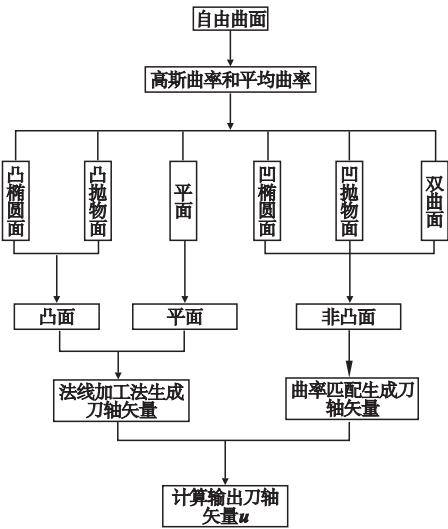 自由曲面
高斯曲率和平均曲率
凸椭圆面
凸抛物面
平面
凹椭圆面
凹抛物面
双曲面
凸面
平面
非凸面
法线加工法生成
刀轴矢量
曲率匹配生成刀
轴矢量
计算输出刀轴
矢量u